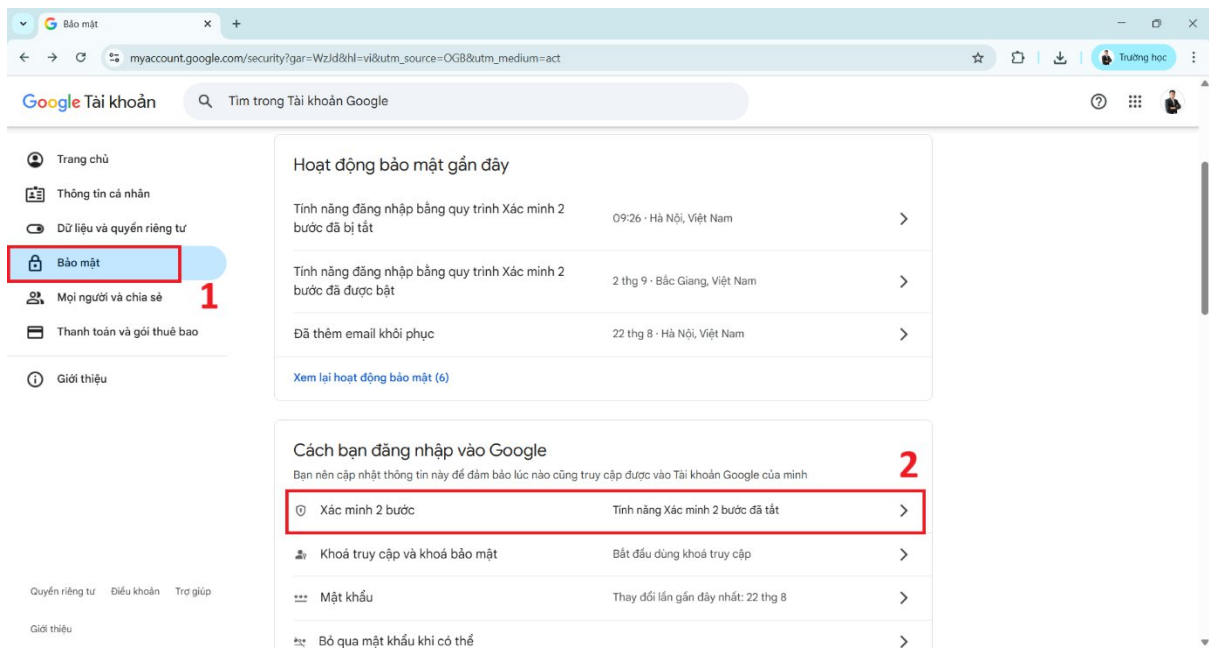 Bảo mật
myaccount.google.com/security?gar=WzJd&hl=vi&utm_source=OGB&utm_medium=act
Trường học
Google Tài khoản
Tìm trong Tài khoản Google
Trang chủ
Thông tin cá nhân
Dữ liệu và quyền riêng tư
Bảo mật
1
Mọi người và chia sẻ
Thanh toán và gói thuê bao
Giới thiệu
Hoạt động bảo mật gần đây
Tính năng đăng nhập bằng quy trình Xác minh 2
bước đã bị tắt
09:26 · Hà Nội, Việt Nam
Tính năng đăng nhập bằng quy trình Xác minh 2
bước đã được bật
2 thg 9 · Bắc Giang, Việt Nam
Đã thêm email khôi phục
22 thg 8 · Hà Nội, Việt Nam
Xem lại hoạt động bảo mật (6)
Cách bạn đăng nhập vào Google
2
Bạn nên cập nhật thông tin này để đảm bảo lúc nào cũng truy cập được vào Tài khoản Google của mình
Xác minh 2 bước
Tính năng Xác minh 2 bước đã tắt
Khoá truy cập và khoá bảo mật
Bắt đầu dùng khoá truy cập
Mật khẩu
Thay đổi lần gần đây nhất: 22 thg 8
Bỏ qua mật khẩu khi có thể
Quyền riêng tư Điều khoản Trợ giúp
Giới thiệu